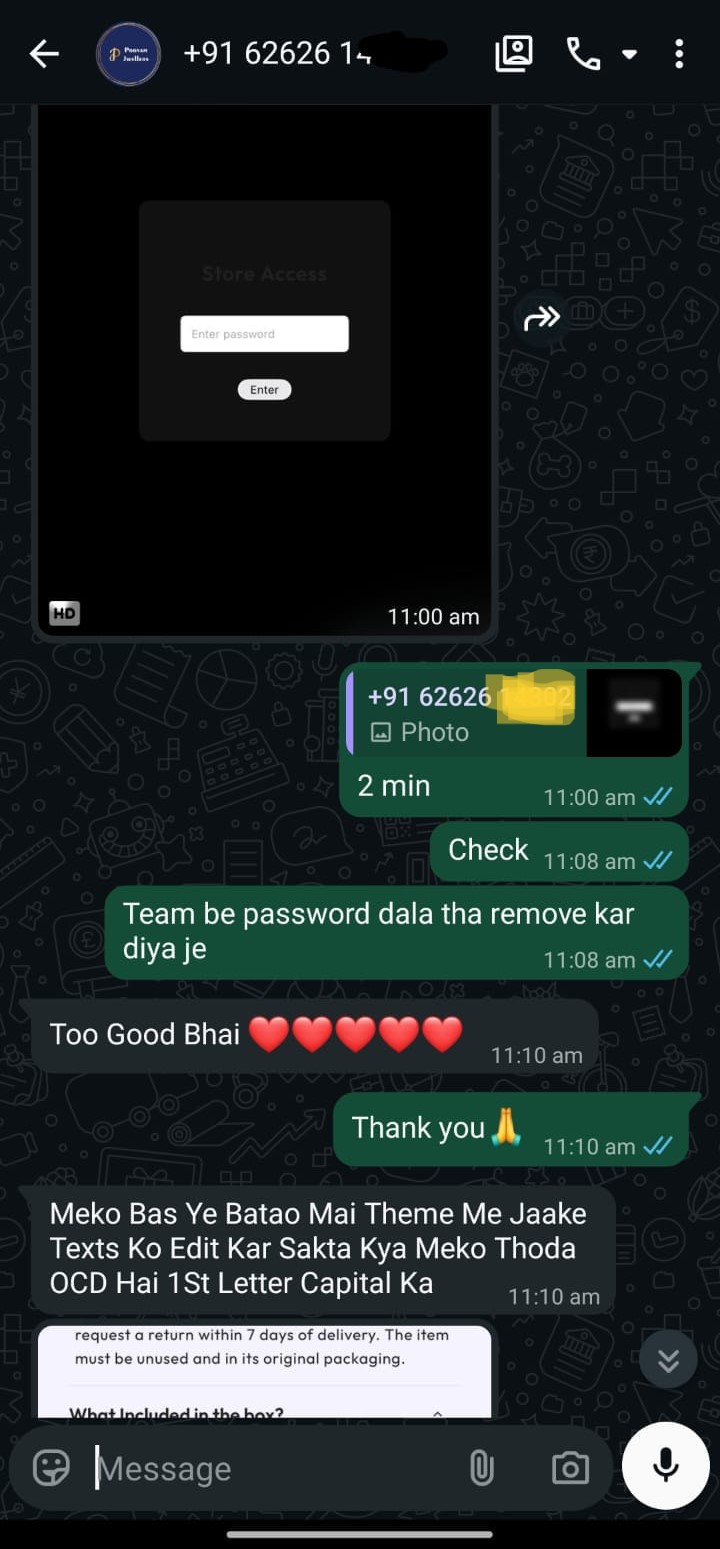 +91 62626 14
Store Access
Enter password
Enter
HD
11:00 am
+91 62626
Photo
2 min
11:00 am
Check
11:08 am
Team be password dala tha remove kar
diya je
11:08 am
Too Good Bhai ❤️❤️❤️❤️❤️
11:10 am
Thank you🙏
11:10 am
Meko Bas Ye Batao Mai Theme Me Jaake
Texts Ko Edit Kar Sakta Kya Meko Thoda
OCD Hai 1St Letter Capital Ka
11:10 am
request a return within 7 days of delivery. The item
must be unused and in its original packaging.
What Included in the box?
Message